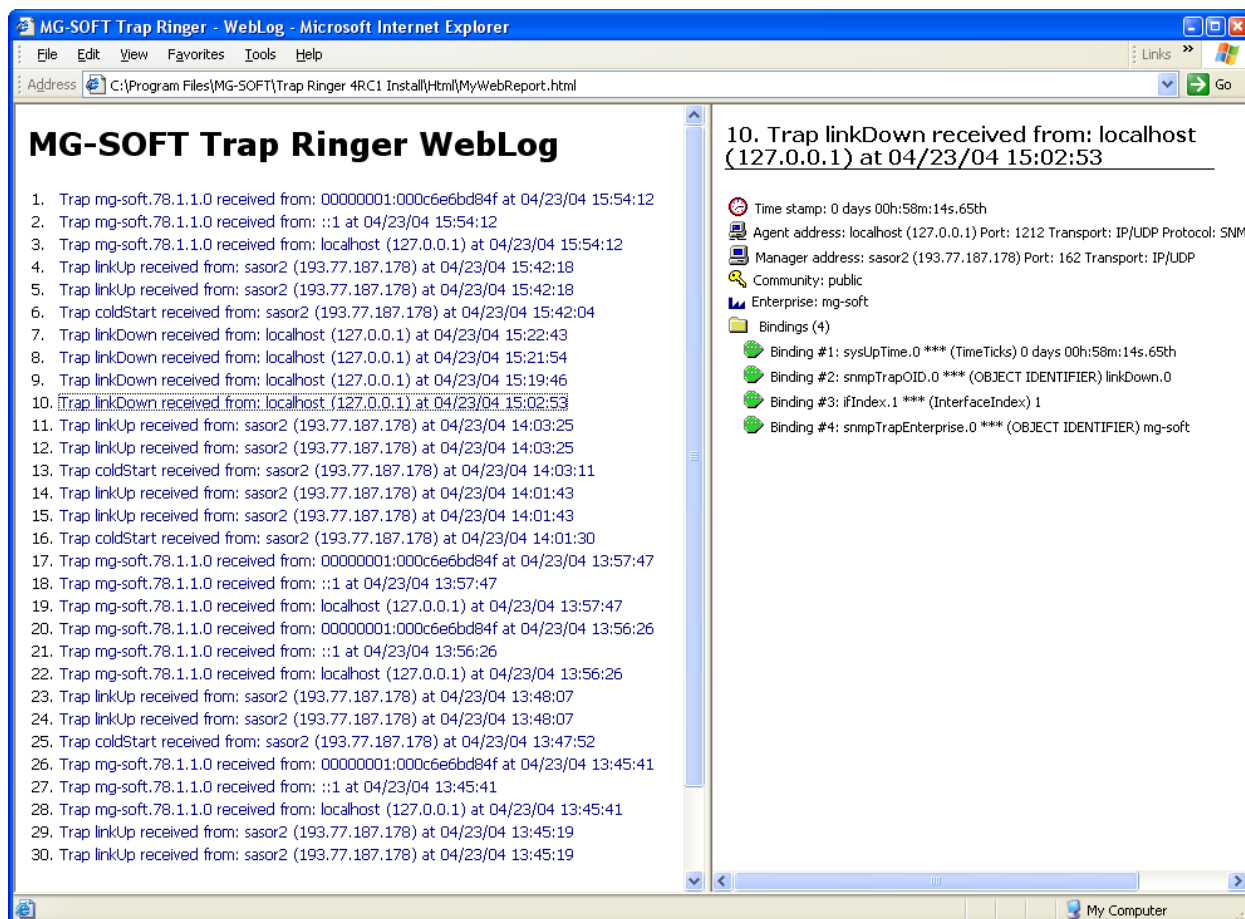 MG-SOFT Trap Ringer - WebLog - Microsoft Internet Explorer
File Edit View Favorites Tools Help
Links »
Address C:\Program Files\MG-SOFT\Trap Ringer 4RC1 Install\Html\MyWebReport.html
Go
MG-SOFT Trap Ringer WebLog
1. Trap mg-soft.78.1.1.0 received from: 00000001:000c6e6bd84f at 04/23/04 15:54:12
2. Trap mg-soft.78.1.1.0 received from: ::1 at 04/23/04 15:54:12
3. Trap mg-soft.78.1.1.0 received from: localhost (127.0.0.1) at 04/23/04 15:54:12
4. Trap linkUp received from: sasor2 (193.77.187.178) at 04/23/04 15:42:18
5. Trap linkUp received from: sasor2 (193.77.187.178) at 04/23/04 15:42:18
6. Trap coldStart received from: sasor2 (193.77.187.178) at 04/23/04 15:42:04
7. Trap linkDown received from: localhost (127.0.0.1) at 04/23/04 15:22:43
8. Trap linkDown received from: localhost (127.0.0.1) at 04/23/04 15:21:54
9. Trap linkDown received from: localhost (127.0.0.1) at 04/23/04 15:19:46
10. Trap linkDown received from: localhost (127.0.0.1) at 04/23/04 15:02:53
11. Trap linkUp received from: sasor2 (193.77.187.178) at 04/23/04 14:03:25
12. Trap linkUp received from: sasor2 (193.77.187.178) at 04/23/04 14:03:25
13. Trap coldStart received from: sasor2 (193.77.187.178) at 04/23/04 14:03:11
14. Trap linkUp received from: sasor2 (193.77.187.178) at 04/23/04 14:01:43
15. Trap linkUp received from: sasor2 (193.77.187.178) at 04/23/04 14:01:43
16. Trap coldStart received from: sasor2 (193.77.187.178) at 04/23/04 14:01:30
17. Trap mg-soft.78.1.1.0 received from: 00000001:000c6e6bd84f at 04/23/04 13:57:47
18. Trap mg-soft.78.1.1.0 received from: ::1 at 04/23/04 13:57:47
19. Trap mg-soft.78.1.1.0 received from: localhost (127.0.0.1) at 04/23/04 13:57:47
20. Trap mg-soft.78.1.1.0 received from: 00000001:000c6e6bd84f at 04/23/04 13:56:26
21. Trap mg-soft.78.1.1.0 received from: ::1 at 04/23/04 13:56:26
22. Trap mg-soft.78.1.1.0 received from: localhost (127.0.0.1) at 04/23/04 13:56:26
23. Trap linkUp received from: sasor2 (193.77.187.178) at 04/23/04 13:48:07
24. Trap linkUp received from: sasor2 (193.77.187.178) at 04/23/04 13:48:07
25. Trap coldStart received from: sasor2 (193.77.187.178) at 04/23/04 13:47:52
26. Trap mg-soft.78.1.1.0 received from: 00000001:000c6e6bd84f at 04/23/04 13:45:41
27. Trap mg-soft.78.1.1.0 received from: ::1 at 04/23/04 13:45:41
28. Trap mg-soft.78.1.1.0 received from: localhost (127.0.0.1) at 04/23/04 13:45:41
29. Trap linkUp received from: sasor2 (193.77.187.178) at 04/23/04 13:45:19
30. Trap linkUp received from: sasor2 (193.77.187.178) at 04/23/04 13:45:19
10. Trap linkDown received from: localhost
(127.0.0.1) at 04/23/04 15:02:53
Time stamp: 0 days 00h:58m:14s.65th
Agent address: localhost (127.0.0.1) Port: 1212 Transport: IP/UDP Protocol: SNM
Manager address: sasor2 (193.77.187.178) Port: 162 Transport: IP/UDP
Community: public
Enterprise: mg-soft
Bindings (4)
Binding #1: sysUpTime.0 *** (TimeTicks) 0 days 00h:58m:14s.65th
Binding #2: snmpTrapOID.0 *** (OBJECT IDENTIFIER) linkDown.0
Binding #3: ifIndex.1 *** (InterfaceIndex) 1
Binding #4: snmpTrapEnterprise.0 *** (OBJECT IDENTIFIER) mg-soft
My Computer